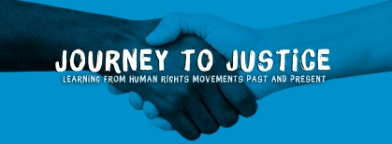 JOURNEY TO JUSTICE
LEARNING FROM HUMAN RIGHTS MOVEMENTS PAST AND PRESENT